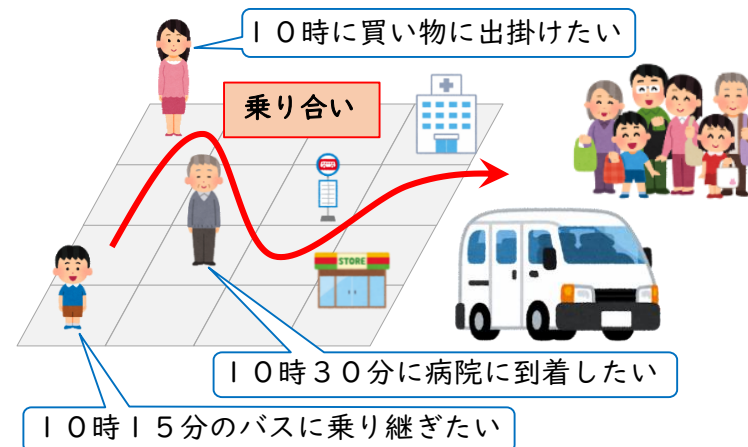 10時に買い物に出掛けたい
乗り合い
STORE
10時30分に病院に到着したい
10時15分のバスに乗り継ぎたい